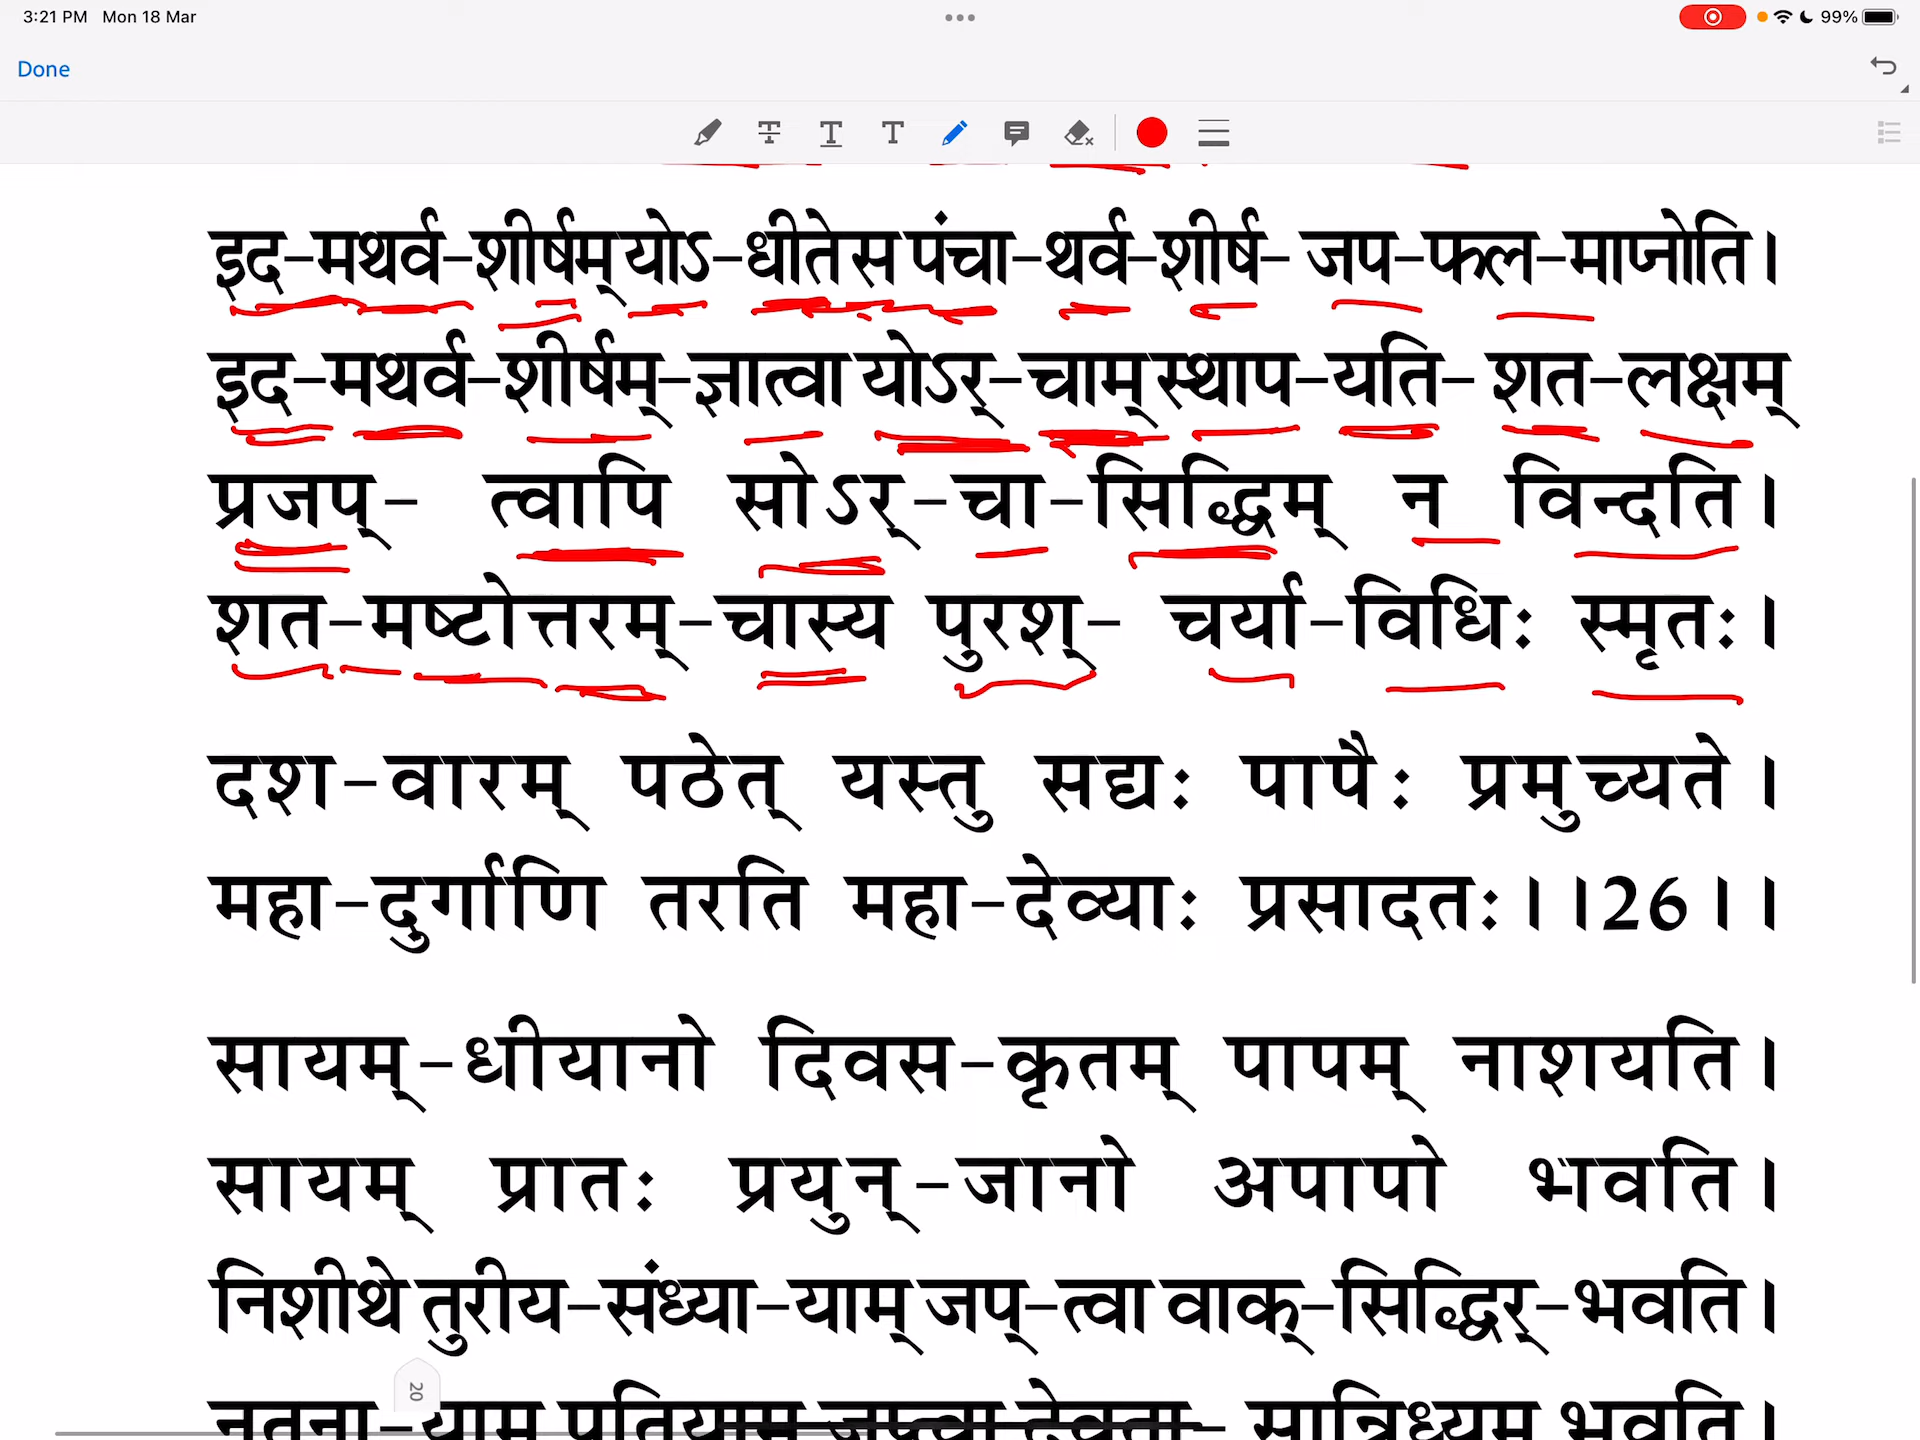 3:21 PM Mon 18 Mar
99%
Done
इद-मथर्व-शीर्षम् योऽ-धीते स पंचा-थर्व-शीर्ष- जप-फल-माप्नोति।
इद-मथर्व-शीर्षम्-ज्ञात्वा योऽर्-चाम् स्थाप-यति- शत-लक्षम्
प्रजप्- त्वापि सोऽर्-चा-सिद्धिम् न विन्दति।
शत-मष्टोत्तरम्-चास्य पुरश्- चर्या-विधिः स्मृतः।
दश-वारम् पठेत् यस्तु सद्यः पापैः प्रमुच्यते।
महा-दुर्गाणि तरति महा-देव्याः प्रसादतः।।26।।
सायम्-धीयानो दिवस-कृतम् पापम् नाशयति।
सायम् प्रातः प्रयुन्-जानो अपापो भवति।
निशीथे तुरीय-संध्या-याम् जप्-त्वा वाक्-सिद्धिर्-भवति।
20
भवति।